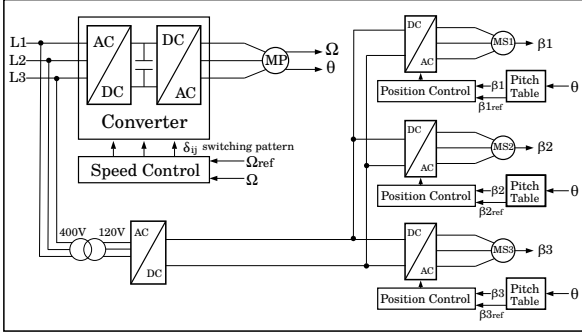 L1
L2
L3
AC
DC
DC
AC
Converter
MP
Ω
θ
δij switching pattern
Speed Control
Ωref
Ω
400V
120V
AC
DC
DC
AC
MS1
β1
Position Control
β1
β1ref
Pitch
Table
θ
DC
AC
MS2
β2
Position Control
β2
β2ref
Pitch
Table
θ
DC
AC
MS3
β3
Position Control
β3
β3ref
Pitch
Table
θ